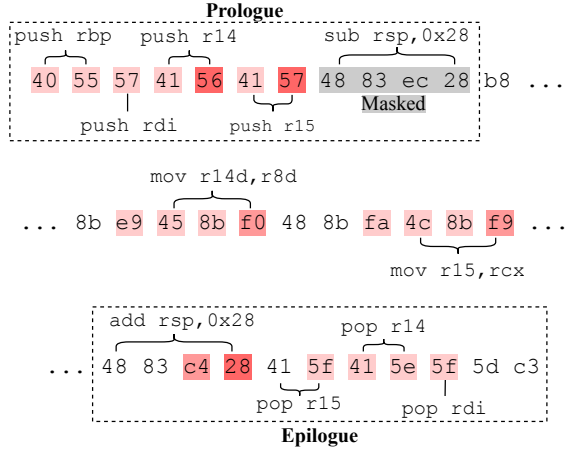 Prologue
push rbp push r14 sub rsp,0x28
40 55 57 41 56 41 57 48 83 ec 28 b8 ...
Masked
push rdi push r15
mov r14d,r8d
... 8b e9 45 8b f0 48 8b fa 4c 8b f9 ...
mov r15,rcx
add rsp,0x28 pop r14
... 48 83 c4 28 41 5f 41 5e 5f 5d c3
pop r15 pop rdi
Epilogue